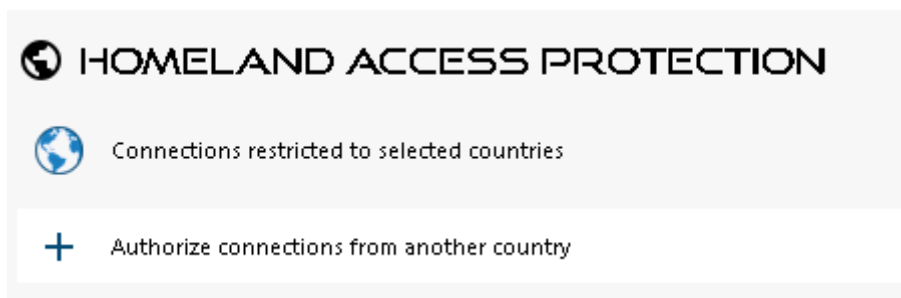 HOMELAND ACCESS PROTECTION
Connections restricted to selected countries
Authorize connections from another country